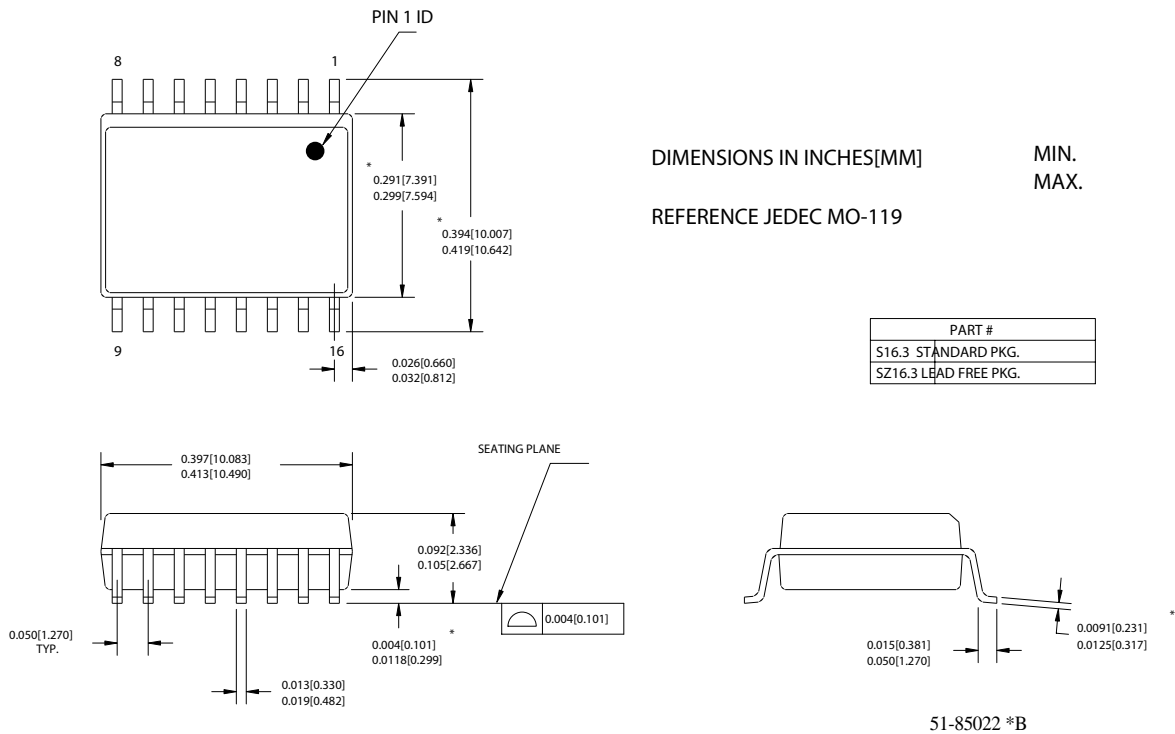 PIN 1 ID
8
1
DIMENSIONS IN INCHES[MM]
MIN.
MAX.
*
0.291[7.391]
0.299[7.594]
REFERENCE JEDEC MO-119
*
0.394[10.007]
0.419[10.642]
PART #
S16.3 STANDARD PKG.
SZ16.3 LEAD FREE PKG.
9
16
0.026[0.660]
0.032[0.812]
SEATING PLANE
0.397[10.083]
0.413[10.490]
0.092[2.336]
0.105[2.667]
0.004[0.101]
0.050[1.270]
TYP.
*
0.004[0.101]
0.0118[0.299]
0.013[0.330]
0.019[0.482]
*
0.0091[0.231]
0.0125[0.317]
0.015[0.381]
0.050[1.270]
51-85022 *B